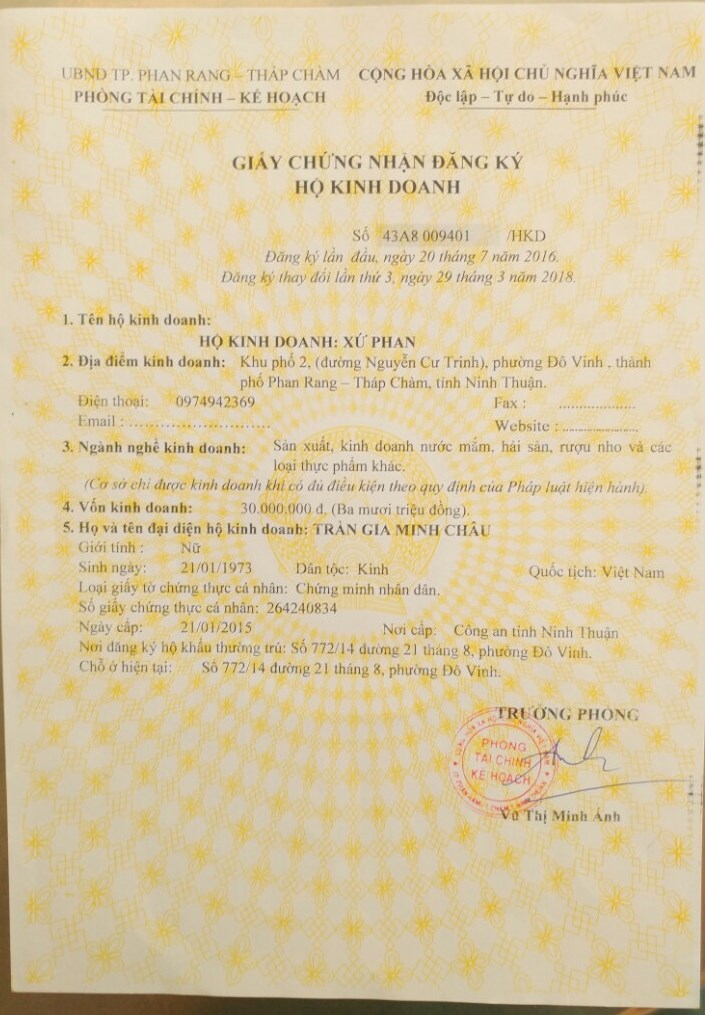 UBND TP. PHAN RANG – THÁP CHÀM
PHÒNG TÀI CHÍNH – KẾ HOẠCH
CỘNG HÒA XÃ HỘI CHỦ NGHĨA VIỆT NAM
Độc lập – Tự do – Hạnh phúc
GIẤY CHỨNG NHẬN ĐĂNG KÝ
HỘ KINH DOANH
Số 43A8 009401 /HKD
Đăng ký lần đầu, ngày 20 tháng 7 năm 2016.
Đăng ký thay đổi lần thứ 3, ngày 29 tháng 3 năm 2018.
1. Tên hộ kinh doanh:
HỘ KINH DOANH: XỨ PHAN
2. Địa điểm kinh doanh: Khu phố 2, (đường Nguyễn Cư Trinh), phường Đô Vinh , thành
phố Phan Rang – Tháp Chàm, tỉnh Ninh Thuận.
Điện thoại: 0974942369 Fax : ..................
Email : .......................... Website : ..................
3. Ngành nghề kinh doanh: Sản xuất, kinh doanh nước mắm, hải sản, rượu nho và các
loại thực phẩm khác.
(Cơ sở chỉ được kinh doanh khi có đủ điều kiện theo quy định của Pháp luật hiện hành).
4. Vốn kinh doanh: 30.000.000 đ, (Ba mươi triệu đồng).
5. Họ và tên đại diện hộ kinh doanh: TRẦN GIA MINH CHÂU
Giới tính : Nữ
Sinh ngày: 21/01/1973 Dân tộc: Kinh Quốc tịch: Việt Nam
Loại giấy tờ chứng thực cá nhân: Chứng minh nhân dân.
Số giấy chứng thực cá nhân: 264240834
Ngày cấp: 21/01/2015 Nơi cấp: Công an tỉnh Ninh Thuận
Nơi đăng ký hộ khẩu thường trú: Số 772/14 đường 21 tháng 8, phường Đô Vinh.
Chỗ ở hiện tại: Số 772/14 đường 21 tháng 8, phường Đô Vinh.
TRƯỞNG PHÒNG
PHÒNG
TÀI CHÍNH
KẾ HOẠCH
Vũ Thị Minh Ánh